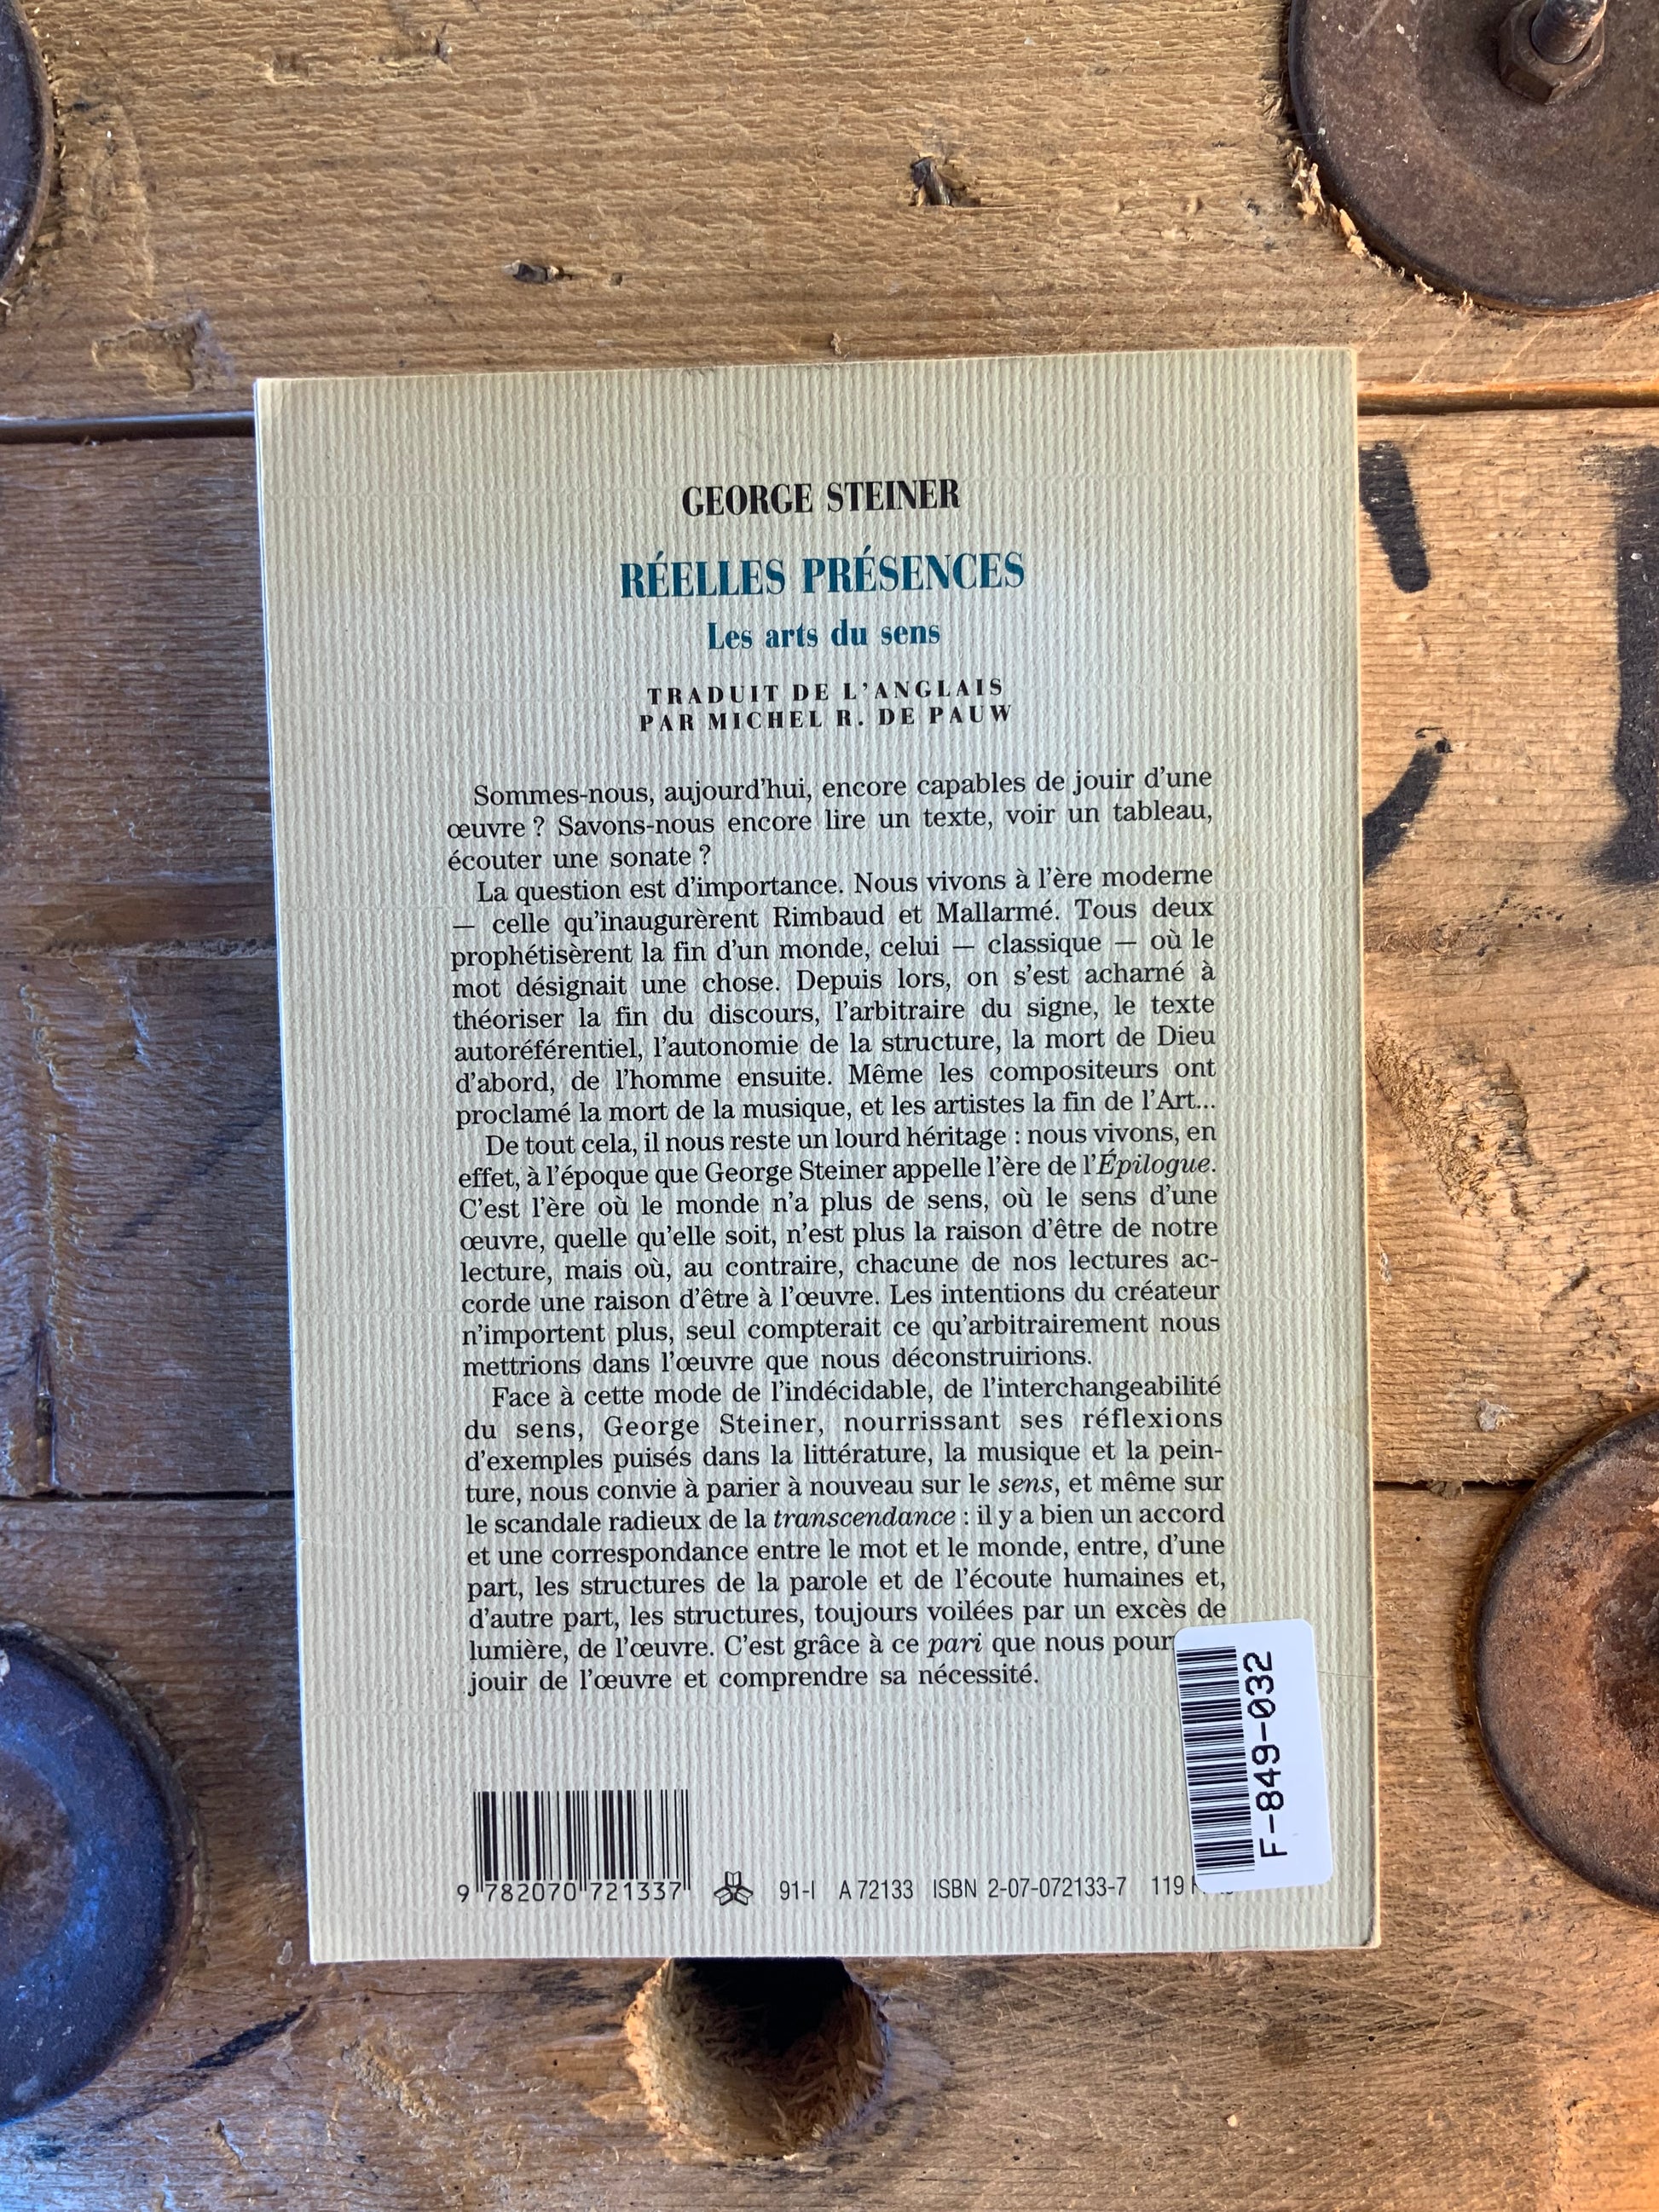 GEORGE STEINER
RÉELLES PRÉSENCES
Les arts du sens
TRADUIT DE L'ANGLAIS
PAR MICHEL R. DE PAUW
Sommes-nous, aujourd'hui, encore capables de jouir d'une
œuvre ? Savons-nous encore lire un texte, voir un tableau,
écouter une sonate ?
La question est d'importance. Nous vivons à l'ère moderne
— celle qu'inaugurèrent Rimbaud et Mallarmé. Tous deux
prophétisèrent la fin d'un monde, celui — classique — où le
mot désignait une chose. Depuis lors, on s'est acharné à
théoriser la fin du discours, l'arbitraire du signe, le texte
autoréférentiel, l'autonomie de la structure, la mort de Dieu
d'abord, de l'homme ensuite. Même les compositeurs ont
proclamé la mort de la musique, et les artistes la fin de l'Art...
De tout cela, il nous reste un lourd héritage : nous vivons, en
effet, à l'époque que George Steiner appelle l'ère de l'Épilogue.
C'est l'ère où le monde n'a plus de sens, où le sens d'une
œuvre, quelle qu'elle soit, n'est plus la raison d'être de notre
lecture, mais où, au contraire, chacune de nos lectures ac-
corde une raison d'être à l'œuvre. Les intentions du créateur
n'importent plus, seul compterait ce qu'arbitrairement nous
mettrions dans l'œuvre que nous déconstruirions.
Face à cette mode de l'indécidable, de l'interchangeabilité
du sens, George Steiner, nourrissant ses réflexions
d'exemples puisés dans la littérature, la musique et la pein-
ture, nous convie à parier à nouveau sur le sens, et même sur
le scandale radieux de la transcendance : il y a bien un accord
et une correspondance entre le mot et le monde, entre, d'une
part, les structures de la parole et de l'écoute humaines et,
d'autre part, les structures, toujours voilées par un excès de
lumière, de l'œuvre. C'est grâce à ce pari que nous pour
jouir de l'œuvre et comprendre sa nécessité.
F-849-032
9 782070 721337
91-I A 72133 ISBN 2-07-072133-7 119